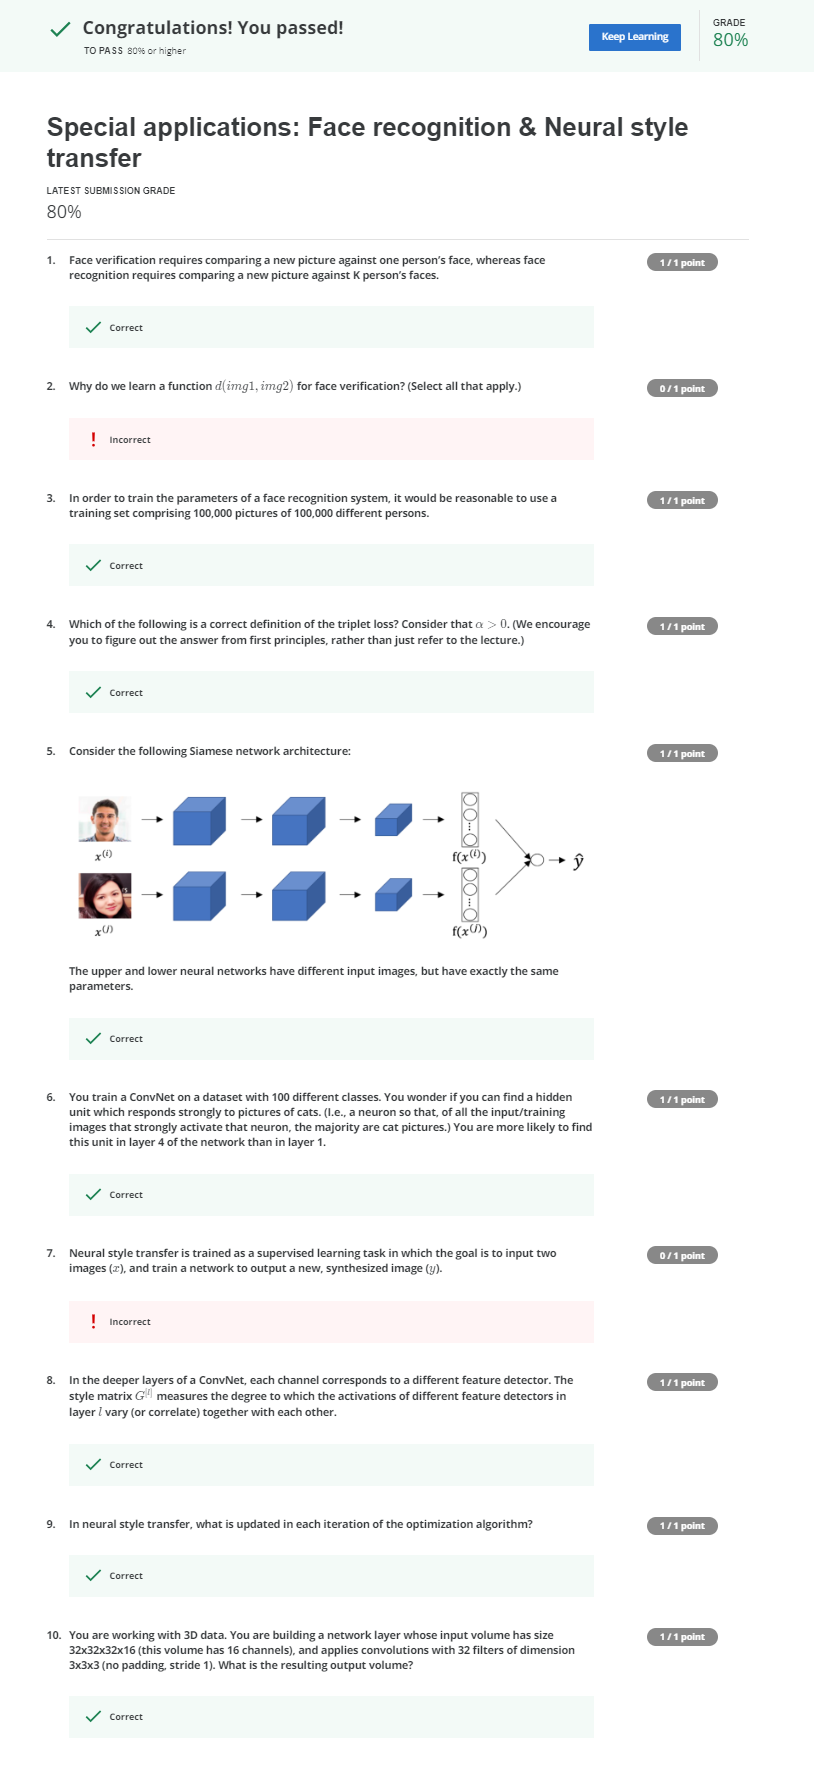 Congratulations! You passed!
TO PASS 80% or higher
Keep Learning
GRADE
80%
Special applications: Face recognition & Neural style
transfer
LATEST SUBMISSION GRADE
80%
1. Face verification requires comparing a new picture against one person's face, whereas face
recognition requires comparing a new picture against K person's faces.
1 / 1 point
Correct
2. Why do we learn a function d(img1, img2) for face verification? (Select all that apply.)
0 / 1 point
Incorrect
3. In order to train the parameters of a face recognition system, it would be reasonable to use a
training set comprising 100,000 pictures of 100,000 different persons.
1 / 1 point
Correct
4. Which of the following is a correct definition of the triplet loss? Consider that α > 0. (We encourage
you to figure out the answer from first principles, rather than just refer to the lecture.)
1 / 1 point
Correct
5. Consider the following Siamese network architecture:
1 / 1 point
x^(i)
f(x^(i))
ŷ
x^(j)
f(x^(j))
The upper and lower neural networks have different input images, but have exactly the same
parameters.
Correct
6. You train a ConvNet on a dataset with 100 different classes. You wonder if you can find a hidden
unit which responds strongly to pictures of cats. (I.e., a neuron so that, of all the input/training
images that strongly activate that neuron, the majority are cat pictures.) You are more likely to find
this unit in layer 4 of the network than in layer 1.
1 / 1 point
Correct
7. Neural style transfer is trained as a supervised learning task in which the goal is to input two
images (x), and train a network to output a new, synthesized image (y).
0 / 1 point
Incorrect
8. In the deeper layers of a ConvNet, each channel corresponds to a different feature detector. The
style matrix G^[l] measures the degree to which the activations of different feature detectors in
layer l vary (or correlate) together with each other.
1 / 1 point
Correct
9. In neural style transfer, what is updated in each iteration of the optimization algorithm?
1 / 1 point
Correct
10. You are working with 3D data. You are building a network layer whose input volume has size
32x32x32x16 (this volume has 16 channels), and applies convolutions with 32 filters of dimension
3x3x3 (no padding, stride 1). What is the resulting output volume?
1 / 1 point
Correct